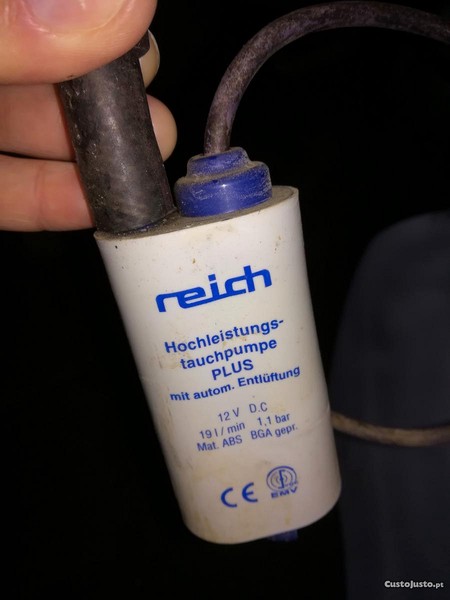 reich
Hochleistungs-
tauchpumpe
PLUS
mit autom. Entlüftung
12 V D.C
19 l / min 1,1 bar
Mat. ABS BGA gepr.
CE EMV
CustoJusto.pt